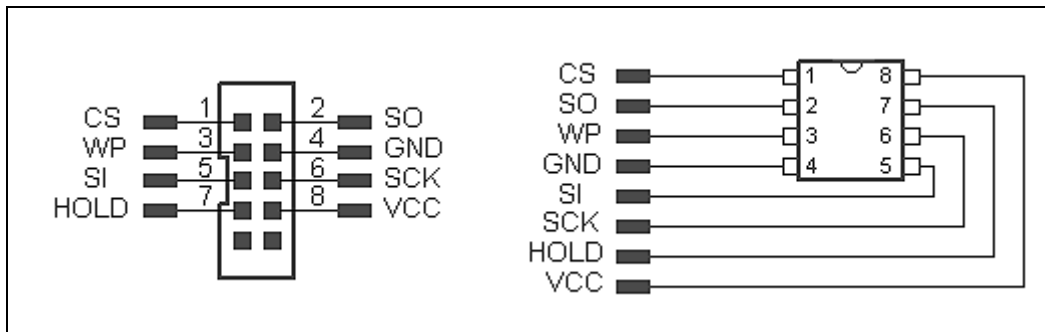 CS 1 2 SO
WP 3 4 GND
SI 5 6 SCK
HOLD 7 8 VCC
CS 1 8
SO 2 7
WP 3 6
GND 4 5
SI
SCK
HOLD
VCC